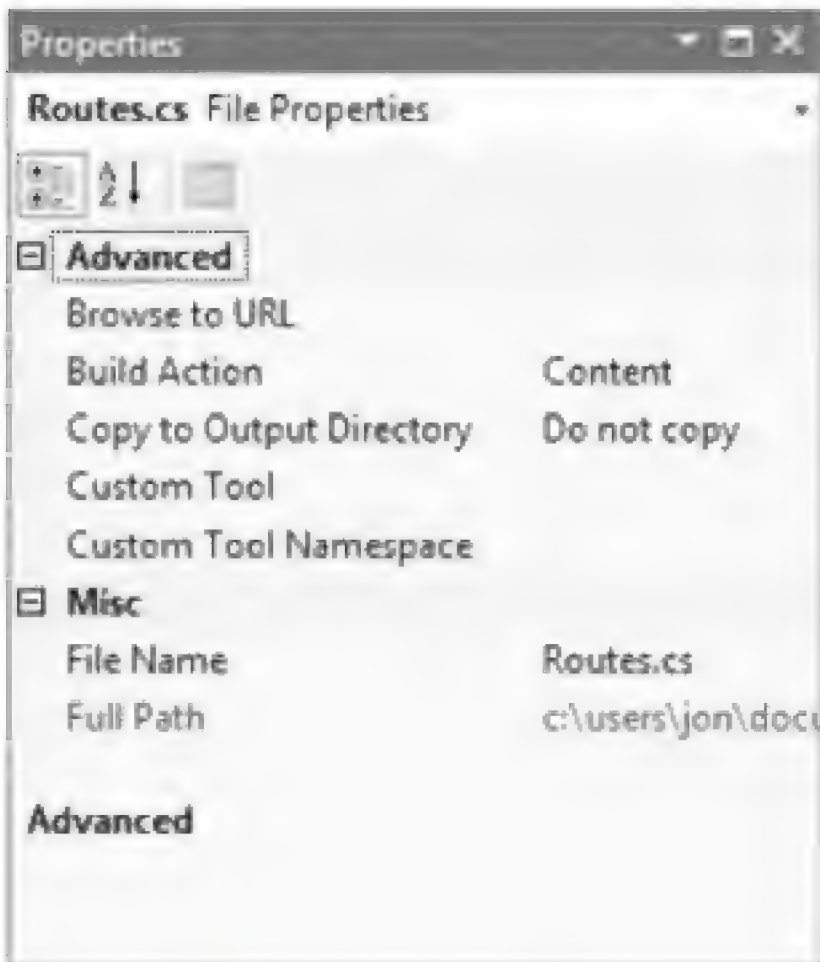 Properties
Routes.cs File Properties
Advanced
Browse to URL
Build Action Content
Copy to Output Directory Do not copy
Custom Tool
Custom Tool Namespace
Misc
File Name Routes.cs
Full Path c:\users\jon\docu
Advanced